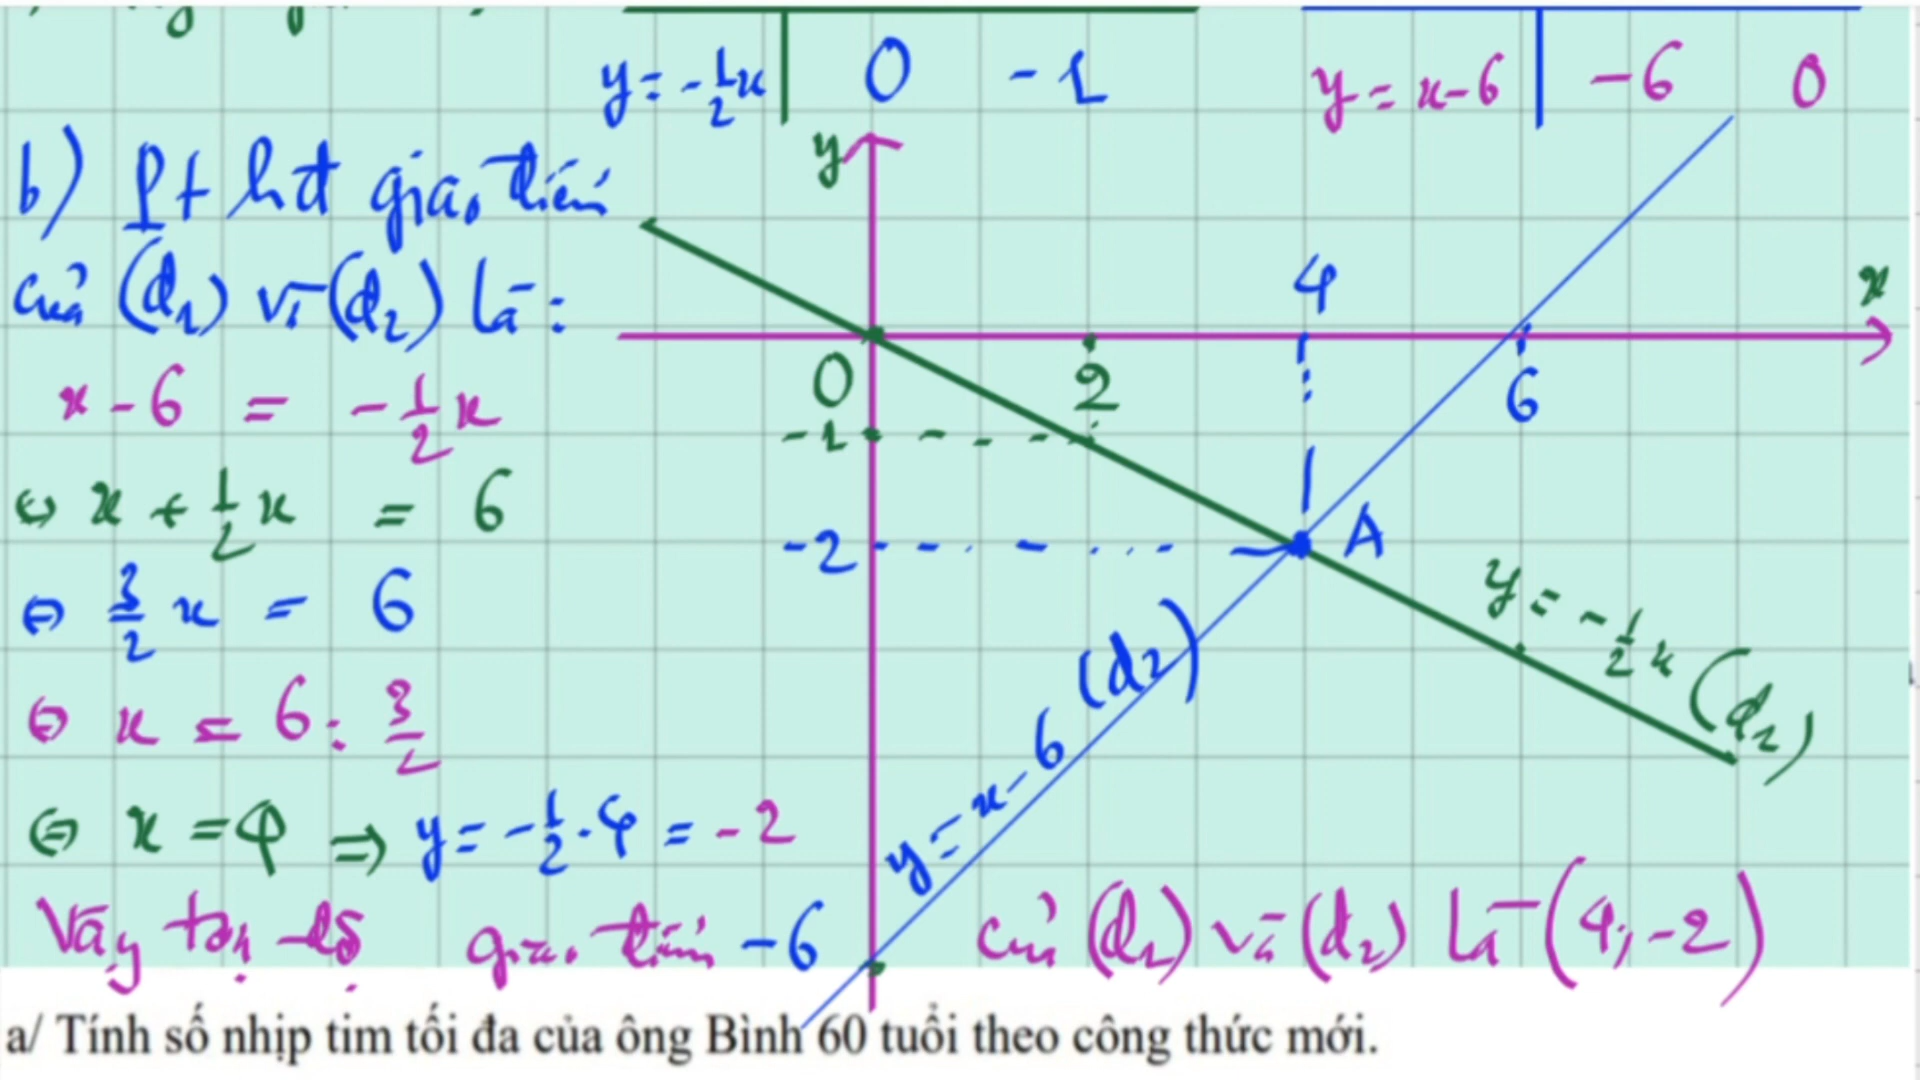 y = -1/2x | 0 -1
y = x-6 | -6 0
b) Pt hđ giao điểm
của (d1) và (d2) là:
x - 6 = -1/2x
⇔ x + 1/2x = 6
⇔ 3/2x = 6
⇔ x = 6 : 3/2
⇔ x = 4 ⇒ y = -1/2 . 4 = -2
Vậy tọa độ giao điểm của (d1) và (d2) là (4; -2)
y
x
4
0
2
6
-1
-2
A
y = -1/2x (d1)
y = x - 6 (d2)
-6
a/ Tính số nhịp tim tối đa của ông Bình 60 tuổi theo công thức mới.